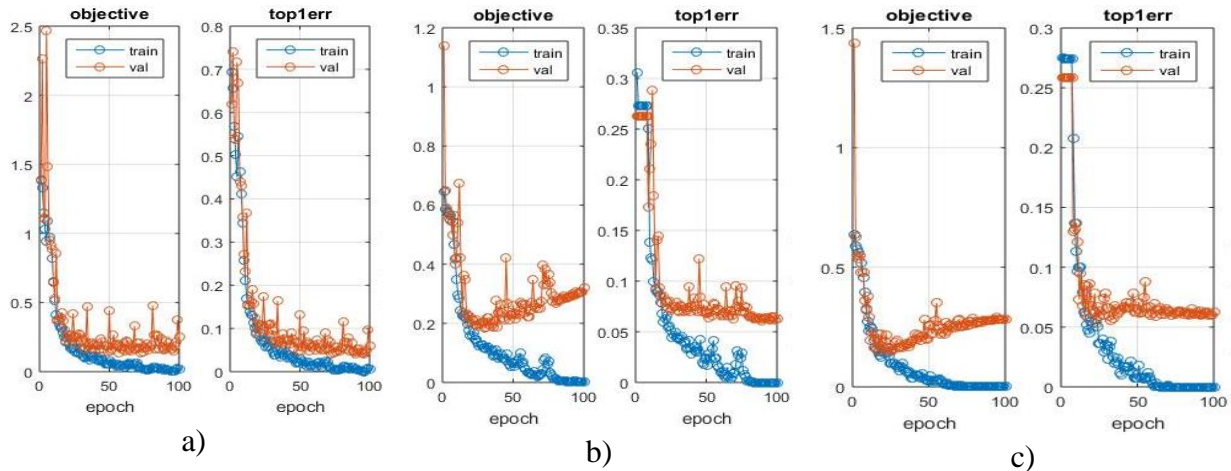 objective
2.5
2
1.5
1
0.5
0
0
50
100
epoch
train
val
top1err
0.8
0.7
0.6
0.5
0.4
0.3
0.2
0.1
0
0
50
100
epoch
train
val
a)
objective
1.2
1
0.8
0.6
0.4
0.2
0
0
50
100
epoch
train
val
top1err
0.35
0.3
0.25
0.2
0.15
0.1
0.05
0
0
50
100
epoch
train
val
b)
objective
1.5
1
0.5
0
0
50
100
epoch
train
val
top1err
0.3
0.25
0.2
0.15
0.1
0.05
0
0
50
100
epoch
train
val
c)